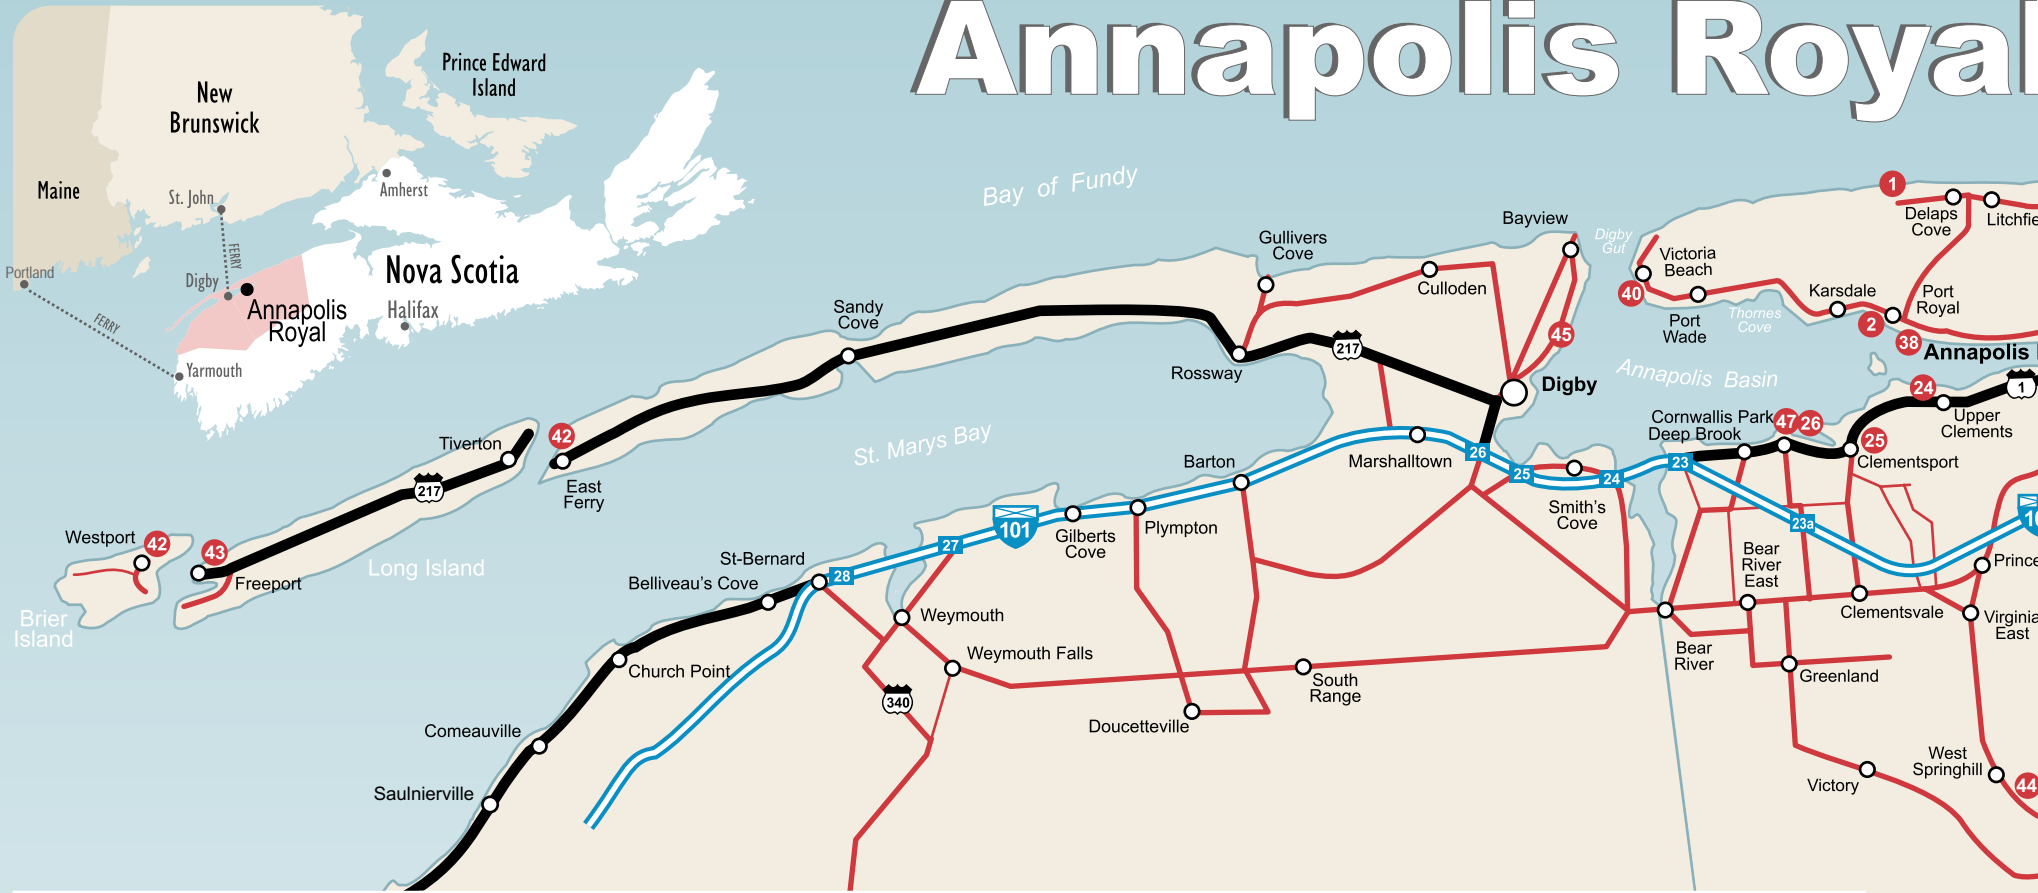 Annapolis Royal
New
Brunswick
Prince Edward
Island
Maine
St. John
Amherst
FERRY
Portland
Digby
Nova Scotia
Annapolis
Royal
Halifax
FERRY
Yarmouth
Bay of Fundy
Bayview
Digby
Gut
Gullivers
Cove
Culloden
Victoria
Beach
40
Port
Wade
Thornes
Cove
Karsdale
2
Port
Royal
38
1
Delaps
Cove
Litchfie
Annapolis
Sandy
Cove
217
Rossway
45
Digby
Annapolis Basin
24
1
Upper
Clements
Cornwallis Park
Deep Brook
47
26
25
Clementsport
Tiverton
42
217
East
Ferry
St. Marys Bay
Barton
Marshalltown
26
25
24
23
Smith's
Cove
23a
10
Westport
42
43
Freeport
Long Island
Brier
Island
27
101
Gilberts
Cove
Plympton
St-Bernard
28
Belliveau's Cove
Weymouth
Weymouth Falls
Church Point
340
South
Range
Doucetteville
Bear
River
East
Clementsvale
Prince
Virginia
East
Bear
River
Greenland
Comeauville
Saulnierville
Victory
West
Springhill
44